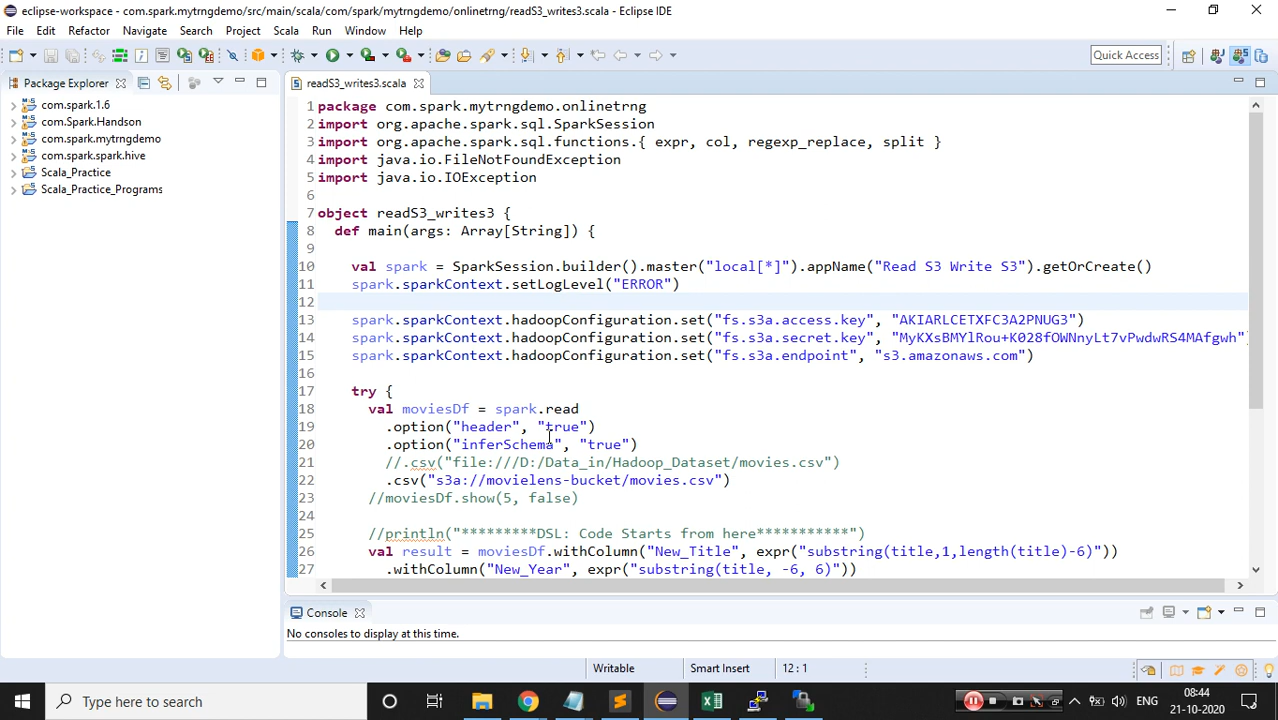 eclipse-workspace - com.spark.mytrngdemo/src/main/scala/com/spark/mytrngdemo/onlinetrng/readS3_writes3.scala - Eclipse IDE
File Edit Refactor Navigate Search Project Scala Run Window Help
Quick Access
Package Explorer
com.spark.1.6
com.Spark.Handson
com.spark.mytrngdemo
com.spark.spark.hive
Scala_Practice
Scala_Practice_Programs
readS3_writes3.scala
1 package com.spark.mytrngdemo.onlinetrng
2 import org.apache.spark.sql.SparkSession
3 import org.apache.spark.sql.functions.{ expr, col, regexp_replace, split }
4 import java.io.FileNotFoundException
5 import java.io.IOException
6
7 object readS3_writes3 {
8 def main(args: Array[String]) {
9
10 val spark = SparkSession.builder().master("local[*]").appName("Read S3 Write S3").getOrCreate()
11 spark.sparkContext.setLogLevel("ERROR")
12
13 spark.sparkContext.hadoopConfiguration.set("fs.s3a.access.key", "AKIARLCETXFC3A2PNUG3")
14 spark.sparkContext.hadoopConfiguration.set("fs.s3a.secret.key", "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"
15 spark.sparkContext.hadoopConfiguration.set("fs.s3a.endpoint", "s3.amazonaws.com")
16
17 try {
18 val moviesDf = spark.read
19 .option("header", "true")
20 .option("inferSchema", "true")
21 //.csv("file:///D:/Data_in/Hadoop_Dataset/movies.csv")
22 .csv("s3a://movielens-bucket/movies.csv")
23 //moviesDf.show(5, false)
24
25 //println("*********DSL: Code Starts from here***********")
26 val result = moviesDf.withColumn("New_Title", expr("substring(title,1,length(title)-6)"))
27 .withColumn("New_Year", expr("substring(title, -6, 6)"))
Console
No consoles to display at this time.
Writable Smart Insert 12 : 1
Type here to search
ENG
08:44
21-10-2020